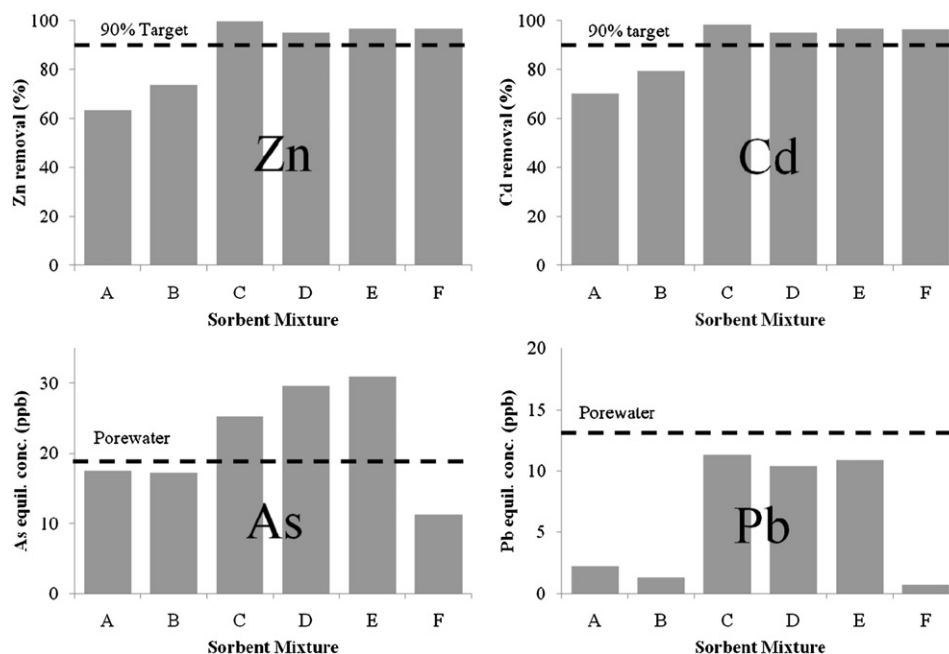 100
90% Target
80
60
40
20
0
Zn removal (%)
Zn
A B C D E F
Sorbent Mixture
100
90% target
80
60
40
20
0
Cd removal (%)
Cd
A B C D E F
Sorbent Mixture
30
20
10
0
As equil. conc. (ppb)
Porewater
As
A B C D E F
Sorbent Mixture
20
15
10
5
0
Pb equil. conc. (ppb)
Porewater
Pb
A B C D E F
Sorbent Mixture